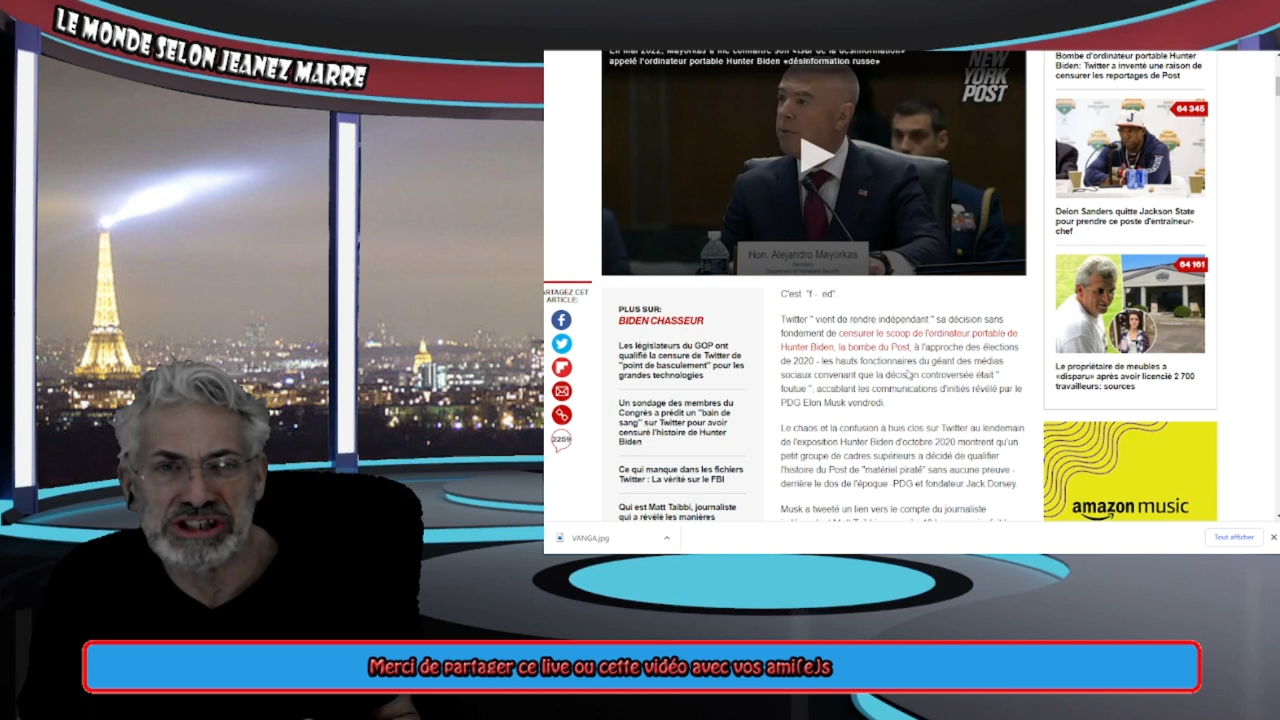 LE MONDE SELON JEANEZ MARRE
appelé l'ordinateur portable Hunter Biden «désinformation russe»
NEW
YORK
POST
Hon. Alejandro Mayorkas
Secretary
Department of Homeland Security
ARTAGEZ CET
ARTICLE:
2259
PLUS SUR:
BIDEN CHASSEUR
Les législateurs du GOP ont
qualifié la censure de Twitter de
"point de basculement" pour les
grandes technologies
Un sondage des membres du
Congrès a prédit un "bain de
sang" sur Twitter pour avoir
censuré l'histoire de Hunter
Biden
Ce qui manque dans les fichiers
Twitter : La vérité sur le FBI
Qui est Matt Taibbi, journaliste
qui a révélé les manières
C'est "f - ed".
Twitter " vient de rendre indépendant " sa décision sans
fondement de censurer le scoop de l'ordinateur portable de
Hunter Biden, la bombe du Post, à l'approche des élections
de 2020 - les hauts fonctionnaires du géant des médias
sociaux convenant que la décision controversée était "
foutue ", accablant les communications d'initiés révélé par le
PDG Elon Musk vendredi.
Le chaos et la confusion à huis clos sur Twitter au lendemain
de l'exposition Hunter Biden d'octobre 2020 montrent qu'un
petit groupe de cadres supérieurs a décidé de qualifier
l'histoire du Post de "matériel piraté" sans aucune preuve -
derrière le dos de l'époque -PDG et fondateur Jack Dorsey.
Musk a tweeté un lien vers le compte du journaliste
Bombe d'ordinateur portable Hunter
Biden: Twitter a inventé une raison de
censurer les reportages de Post
64 345
J
Deion Sanders quitte Jackson State
pour prendre ce poste d'entraîneur-
chef
64 161
Le propriétaire de meubles a
«disparu» après avoir licencié 2 700
travailleurs: sources
amazon music
VANGA.jpg
Tout afficher
Merci de partager ce live ou cette vidéo avec vos ami(e)s